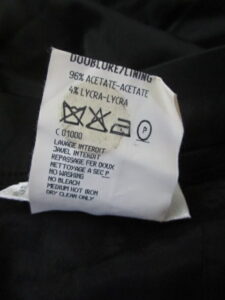 DOUBLURE/LINING
96% ACETATE-ACETATE
4% LYCRA-LYCRA
P
C 01000
LAVAGE INTERDIT
JAVEL INTERDIT
REPASSAGE FER DOUX
NETTOYAGE A SEC P
NO WASHING
NO BLEACH
MEDIUM HOT IRON
DRY CLEAN ONLY